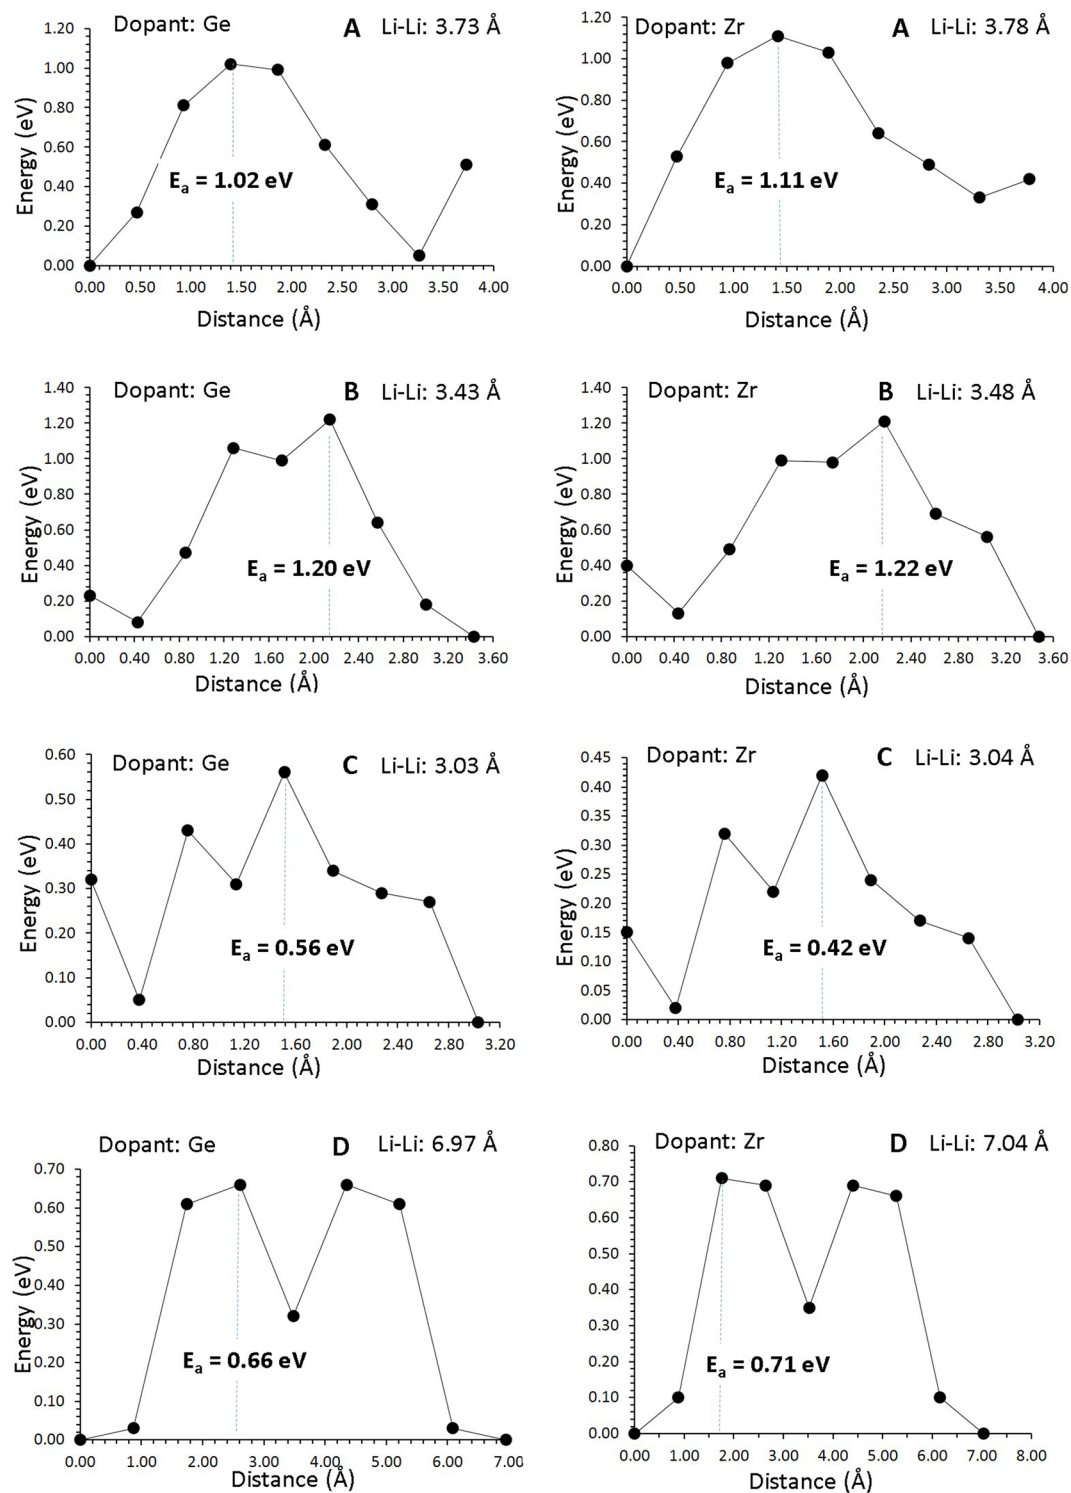 Dopant: Ge A Li-Li: 3.73 Å
1.20
1.00
0.80
0.60
0.40
0.20
0.00
Energy (eV)
Ea = 1.02 eV
0.00 0.50 1.00 1.50 2.00 2.50 3.00 3.50 4.00
Distance (Å)
Dopant: Zr A Li-Li: 3.78 Å
1.20
1.00
0.80
0.60
0.40
0.20
0.00
Energy (eV)
Ea = 1.11 eV
0.00 0.50 1.00 1.50 2.00 2.50 3.00 3.50 4.00
Distance (Å)
Dopant: Ge B Li-Li: 3.43 Å
1.40
1.20
1.00
0.80
0.60
0.40
0.20
0.00
Energy (eV)
Ea = 1.20 eV
0.00 0.40 0.80 1.20 1.60 2.00 2.40 2.80 3.20 3.60
Distance (Å)
Dopant: Zr B Li-Li: 3.48 Å
1.40
1.20
1.00
0.80
0.60
0.40
0.20
0.00
Energy (eV)
Ea = 1.22 eV
0.00 0.40 0.80 1.20 1.60 2.00 2.40 2.80 3.20 3.60
Distance (Å)
Dopant: Ge C Li-Li: 3.03 Å
0.60
0.50
0.40
0.30
0.20
0.10
0.00
Energy (eV)
Ea = 0.56 eV
0.00 0.40 0.80 1.20 1.60 2.00 2.40 2.80 3.20
Distance (Å)
Dopant: Zr C Li-Li: 3.04 Å
0.45
0.40
0.35
0.30
0.25
0.20
0.15
0.10
0.05
0.00
Energy (eV)
Ea = 0.42 eV
0.00 0.40 0.80 1.20 1.60 2.00 2.40 2.80 3.20
Distance (Å)
Dopant: Ge D Li-Li: 6.97 Å
0.70
0.60
0.50
0.40
0.30
0.20
0.10
0.00
Energy (eV)
Ea = 0.66 eV
0.00 1.00 2.00 3.00 4.00 5.00 6.00 7.00
Distance (Å)
Dopant: Zr D Li-Li: 7.04 Å
0.80
0.70
0.60
0.50
0.40
0.30
0.20
0.10
0.00
Ea = 0.71 eV
0.00 1.00 2.00 3.00 4.00 5.00 6.00 7.00 8.00
Distance (Å)